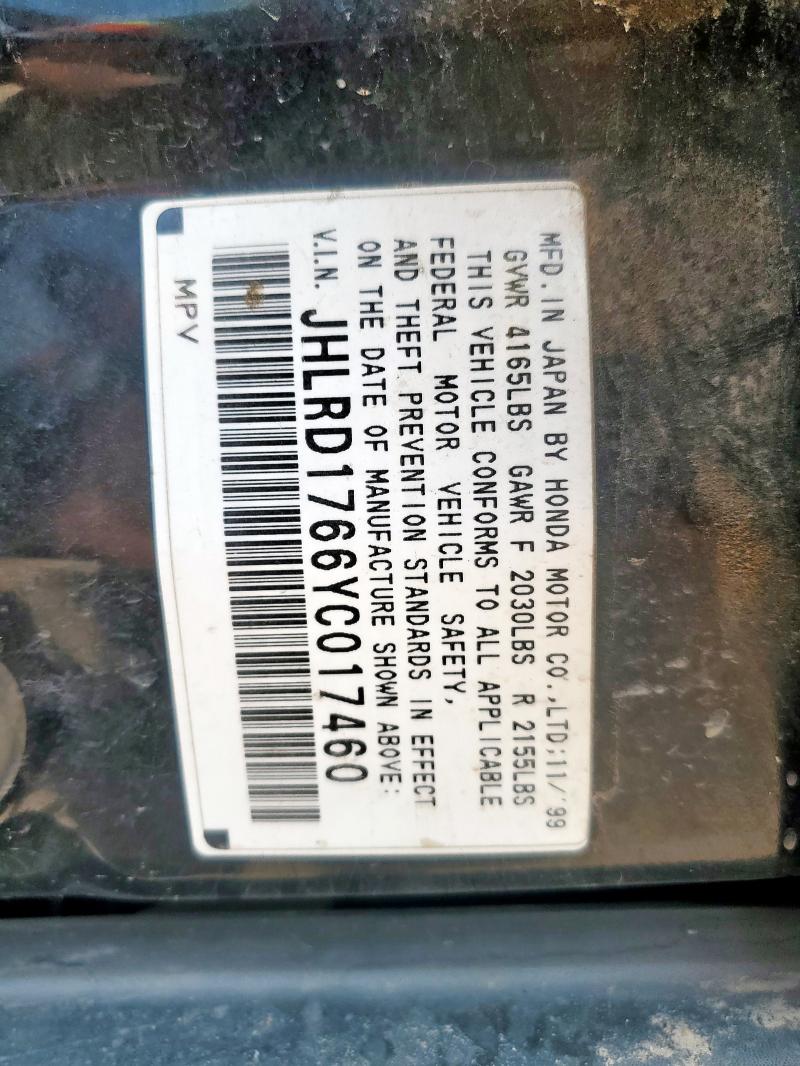 MFD. IN JAPAN BY HONDA MOTOR CO.,LTD;11/'99
GVWR 4165LBS GAWR F 2030LBS R 2155LBS
THIS VEHICLE CONFORMS TO ALL APPLICABLE
FEDERAL MOTOR VEHICLE SAFETY,
AND THEFT PREVENTION STANDARDS IN EFFECT
ON THE DATE OF MANUFACTURE SHOWN ABOVE:
V.I.N. JHLRD1766YC017460
MPV